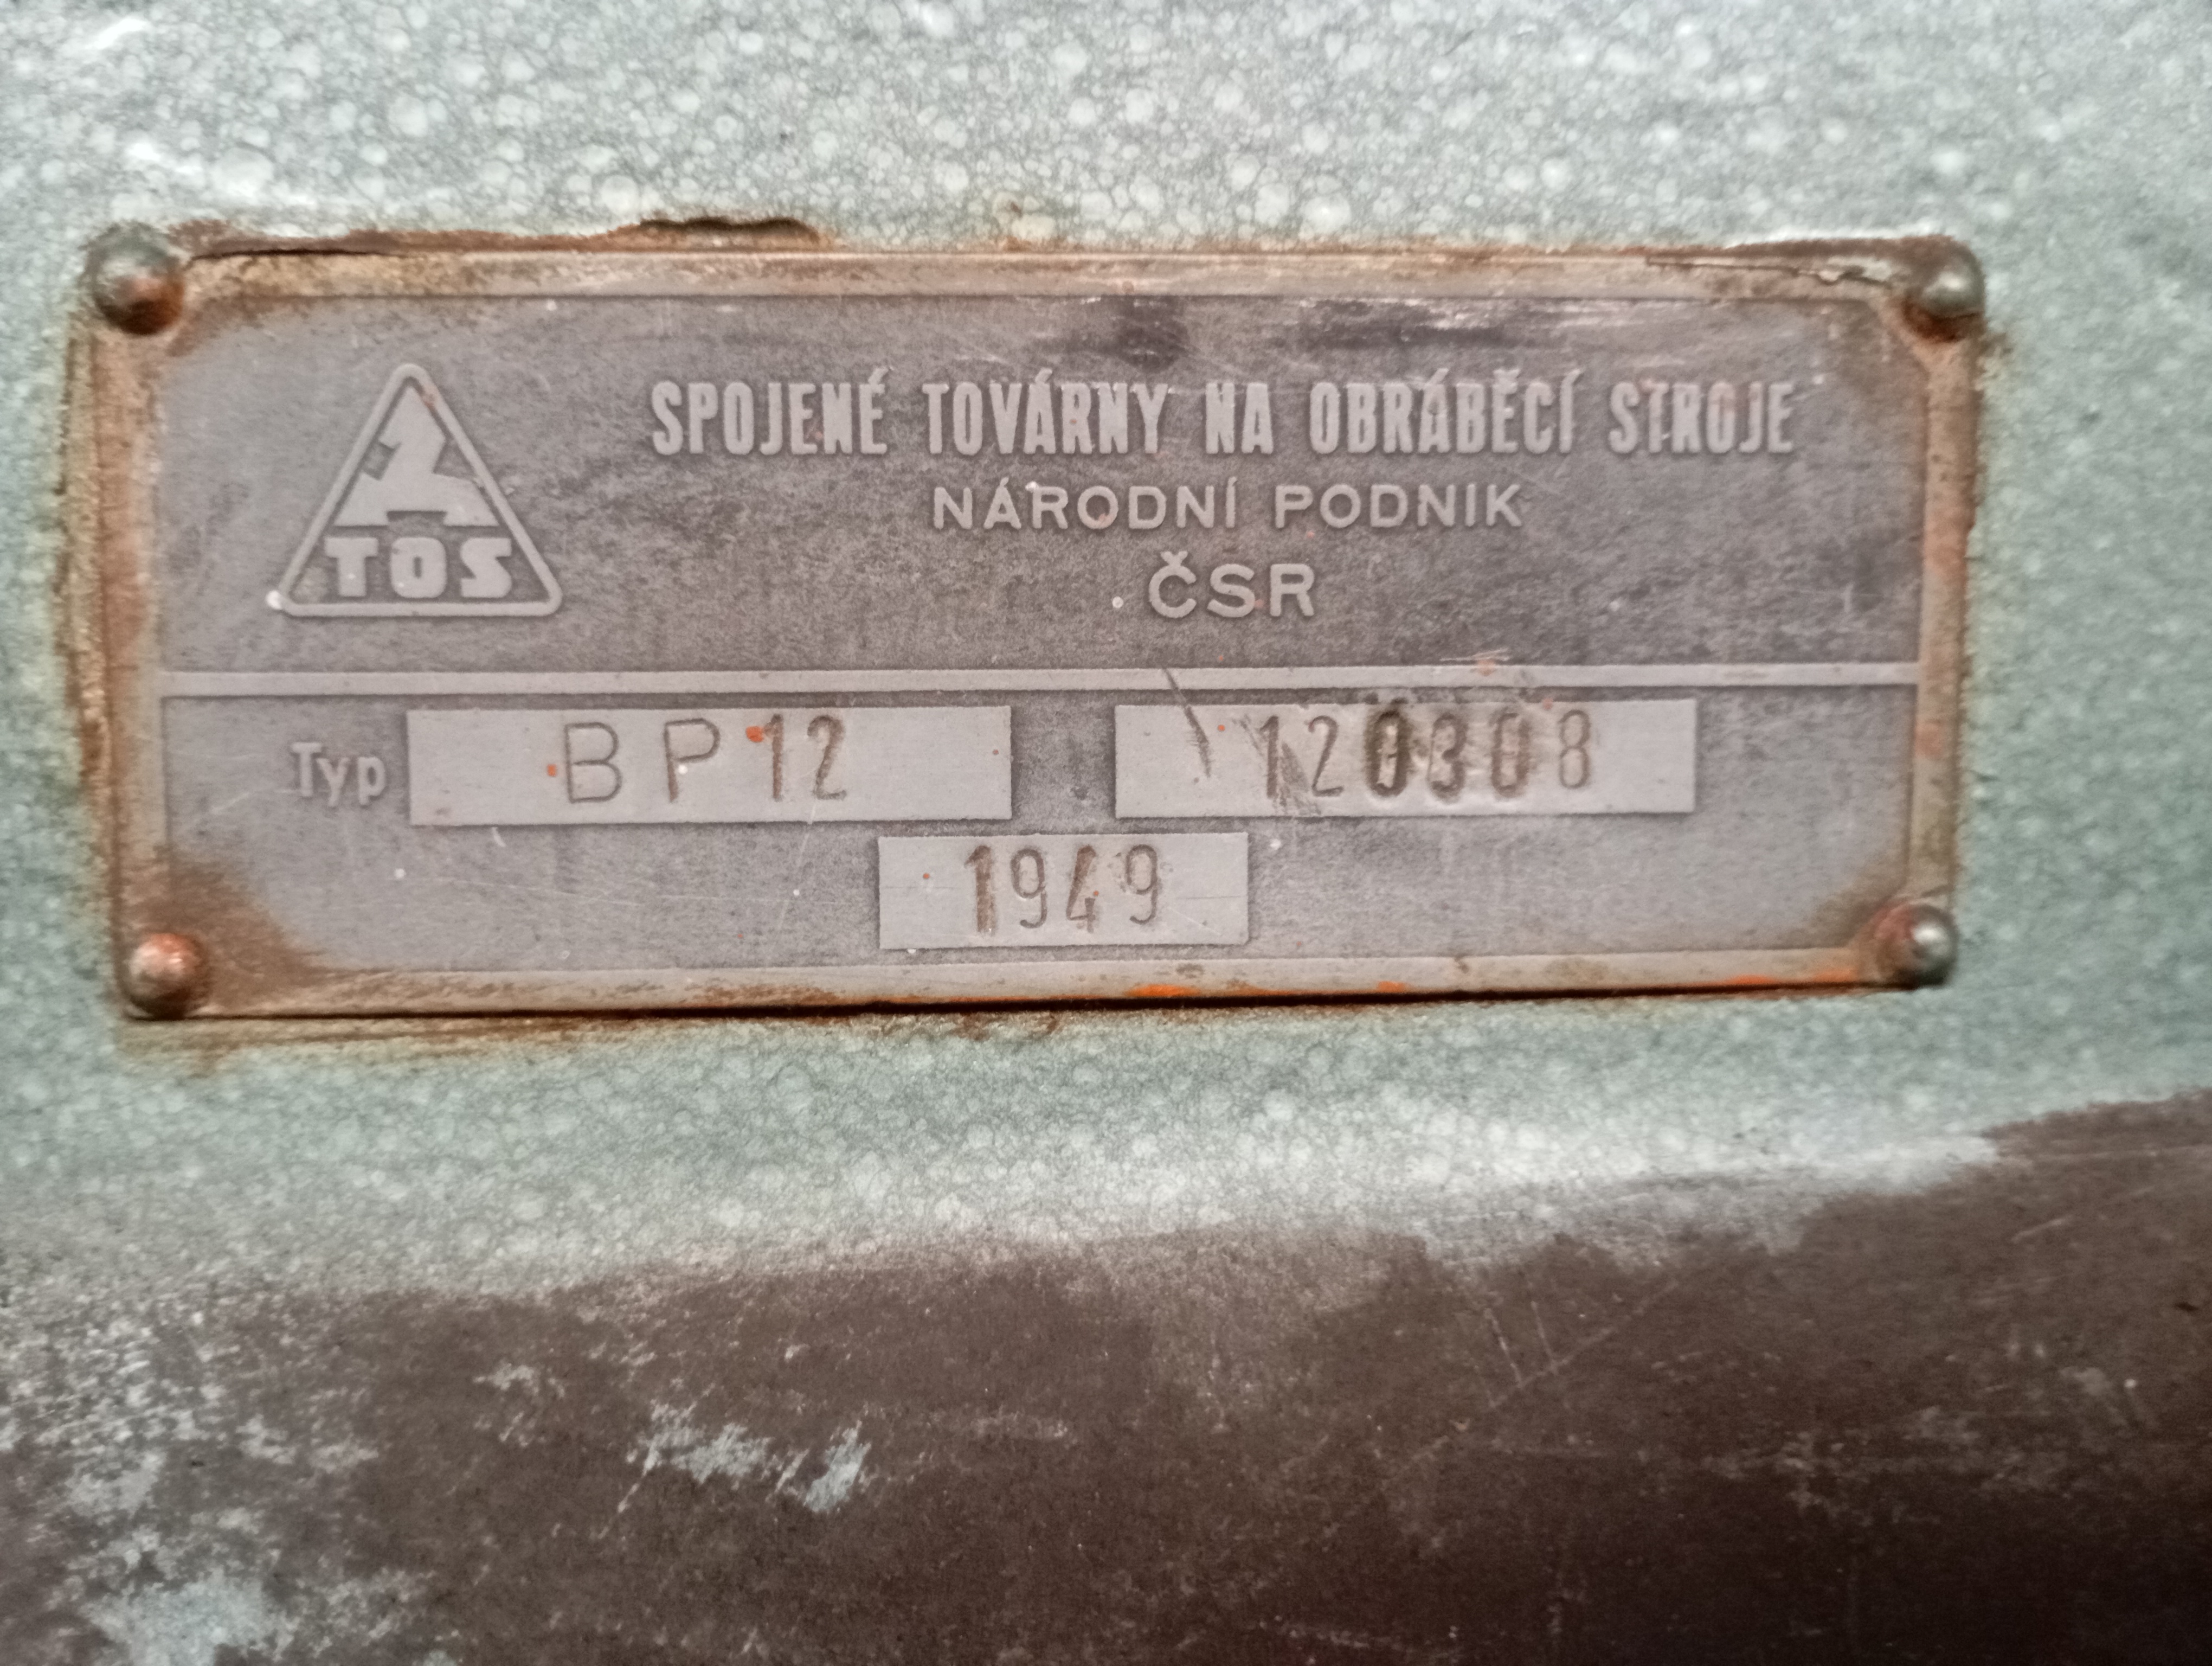 SPOJENÉ TOVÁRNY NA OBRÁBĚCÍ STROJE
NÁRODNÍ PODNIK
ČSR
TOS
Typ BP12 120308
1949